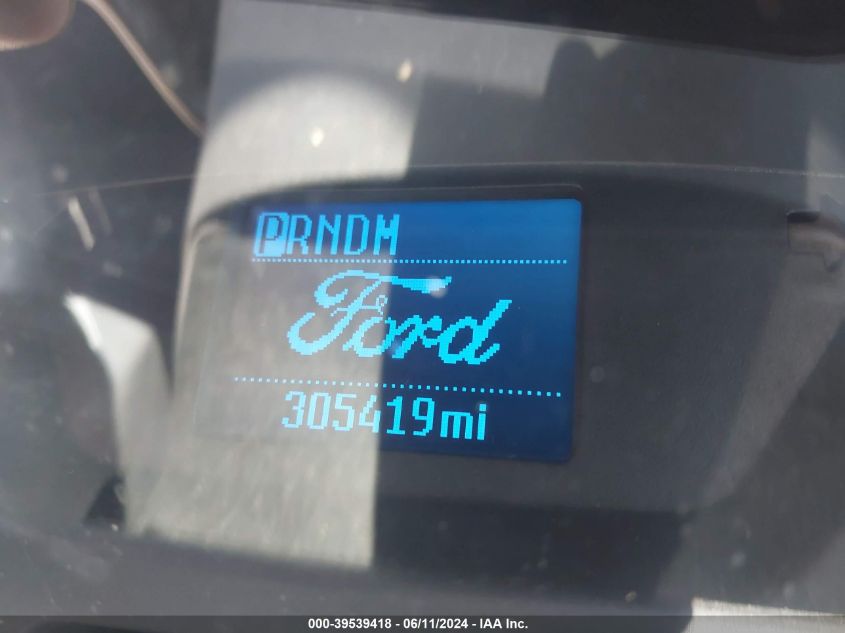 PRNDM
Ford
305419mi
000-39539418 - 06/11/2024 - IAA Inc.